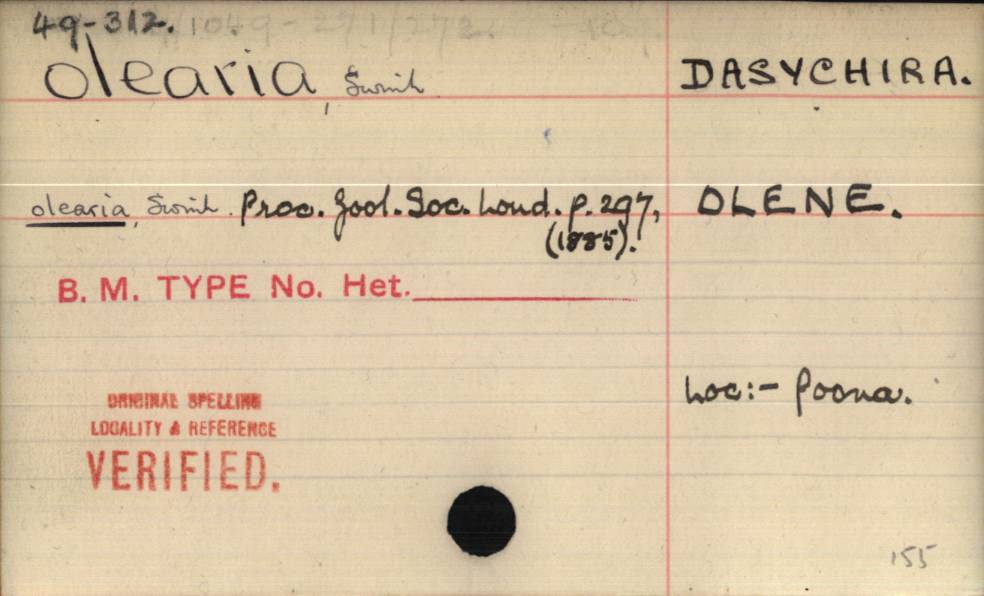 49-312.
olearia, Swinh DASYCHIRA.
olearia, Swinh. Proc. Zool. Soc. Lond. p. 297, OLENE.
(1885).
B. M. TYPE No. Het.
Loc:- Poona.
ORIGINAL SPELLING
LOCALITY & REFERENCE
VERIFIED.
155